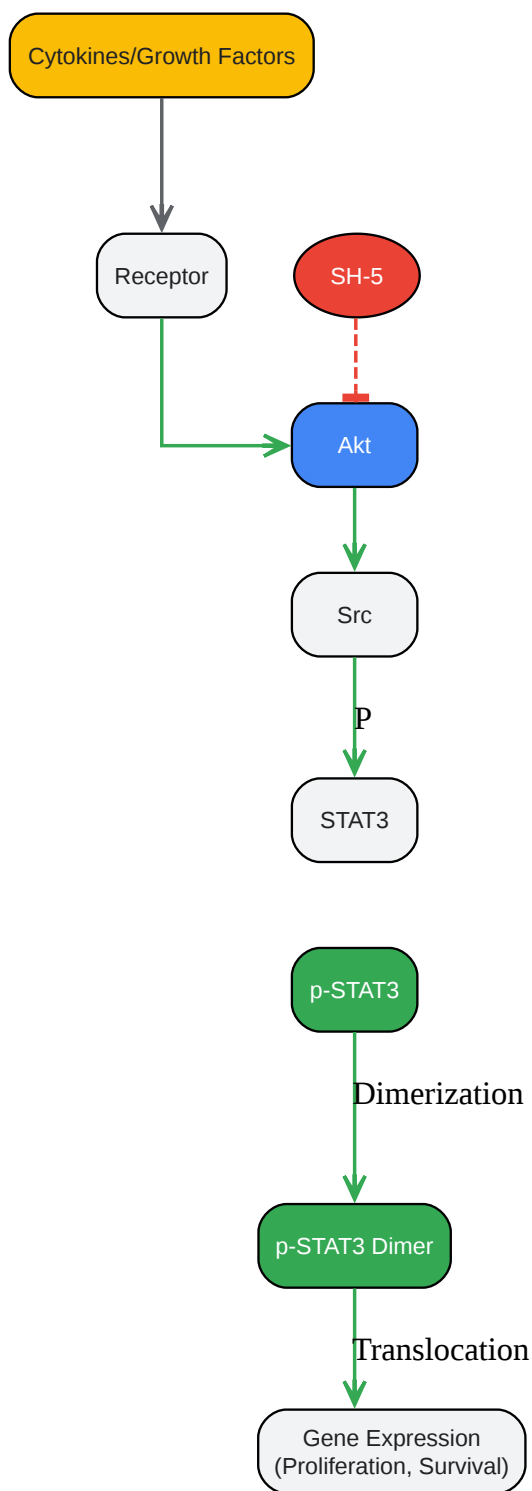 Cytokines/Growth Factors
Receptor
SH-5
Akt
Src
P
STAT3
p-STAT3
Dimerization
p-STAT3 Dimer
Translocation
Gene Expression
(Proliferation, Survival)